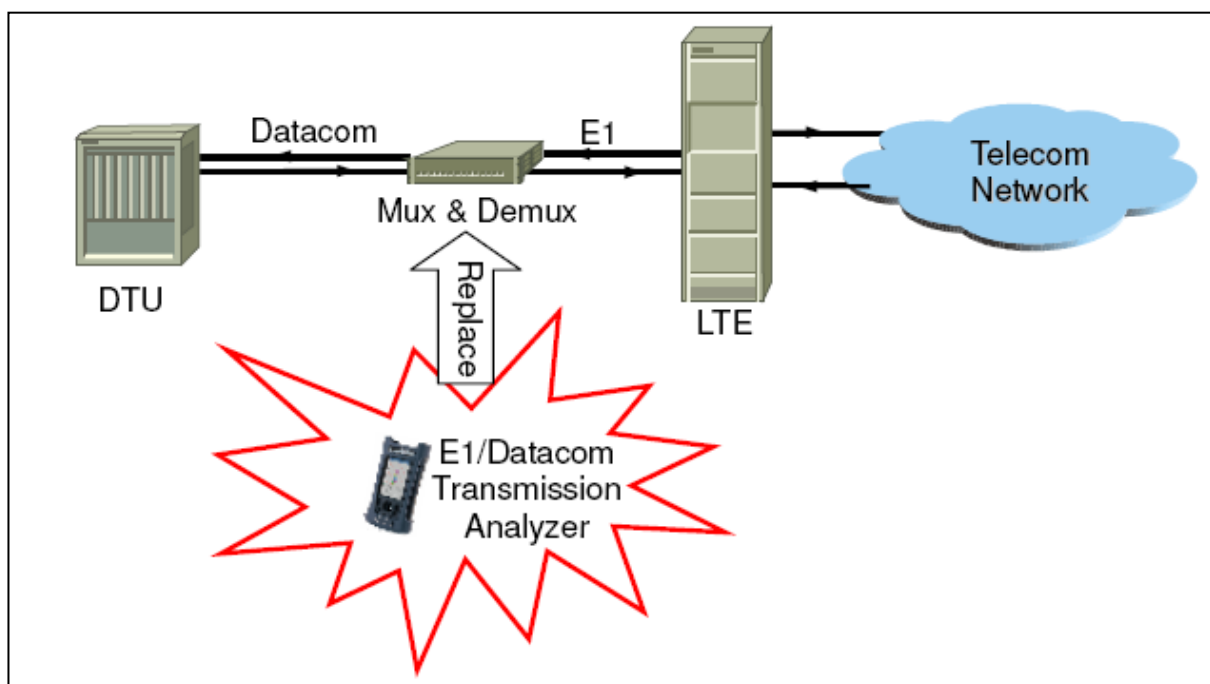 Datacom
E1
Telecom
Network
Mux & Demux
DTU
LTE
Replace
E1/Datacom
Transmission
Analyzer